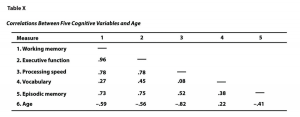 Table X
Correlations Between Five Cognitive Variables and Age
Measure 1 2 3 4 5
1. Working memory —
2. Executive function .96 —
3. Processing speed .78 .78 —
4. Vocabulary .27 .45 .08 —
5. Episodic memory .73 .75 .52 .38 —
6. Age –.59 –.56 –.82 .22 –.41